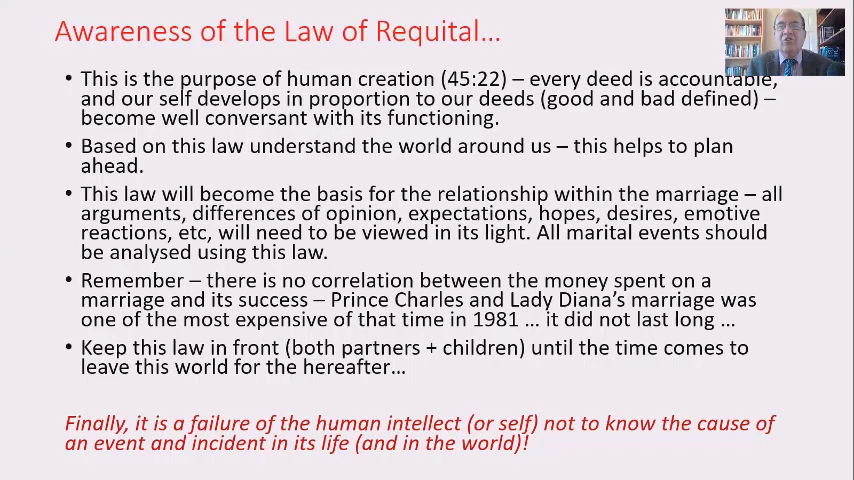 Awareness of the Law of Requital…
• This is the purpose of human creation (45:22) – every deed is accountable,
and our self develops in proportion to our deeds (good and bad defined) –
become well conversant with its functioning.
• Based on this law understand the world around us – this helps to plan
ahead.
• This law will become the basis for the relationship within the marriage – all
arguments, differences of opinion, expectations, hopes, desires, emotive
reactions, etc, will need to be viewed in its light. All marital events should
be analysed using this law.
• Remember – there is no correlation between the money spent on a
marriage and its success – Prince Charles and Lady Diana’s marriage was
one of the most expensive of that time in 1981 … it did not last long …
• Keep this law in front (both partners + children) until the time comes to
leave this world for the hereafter…
Finally, it is a failure of the human intellect (or self) not to know the cause of
an event and incident in its life (and in the world)!